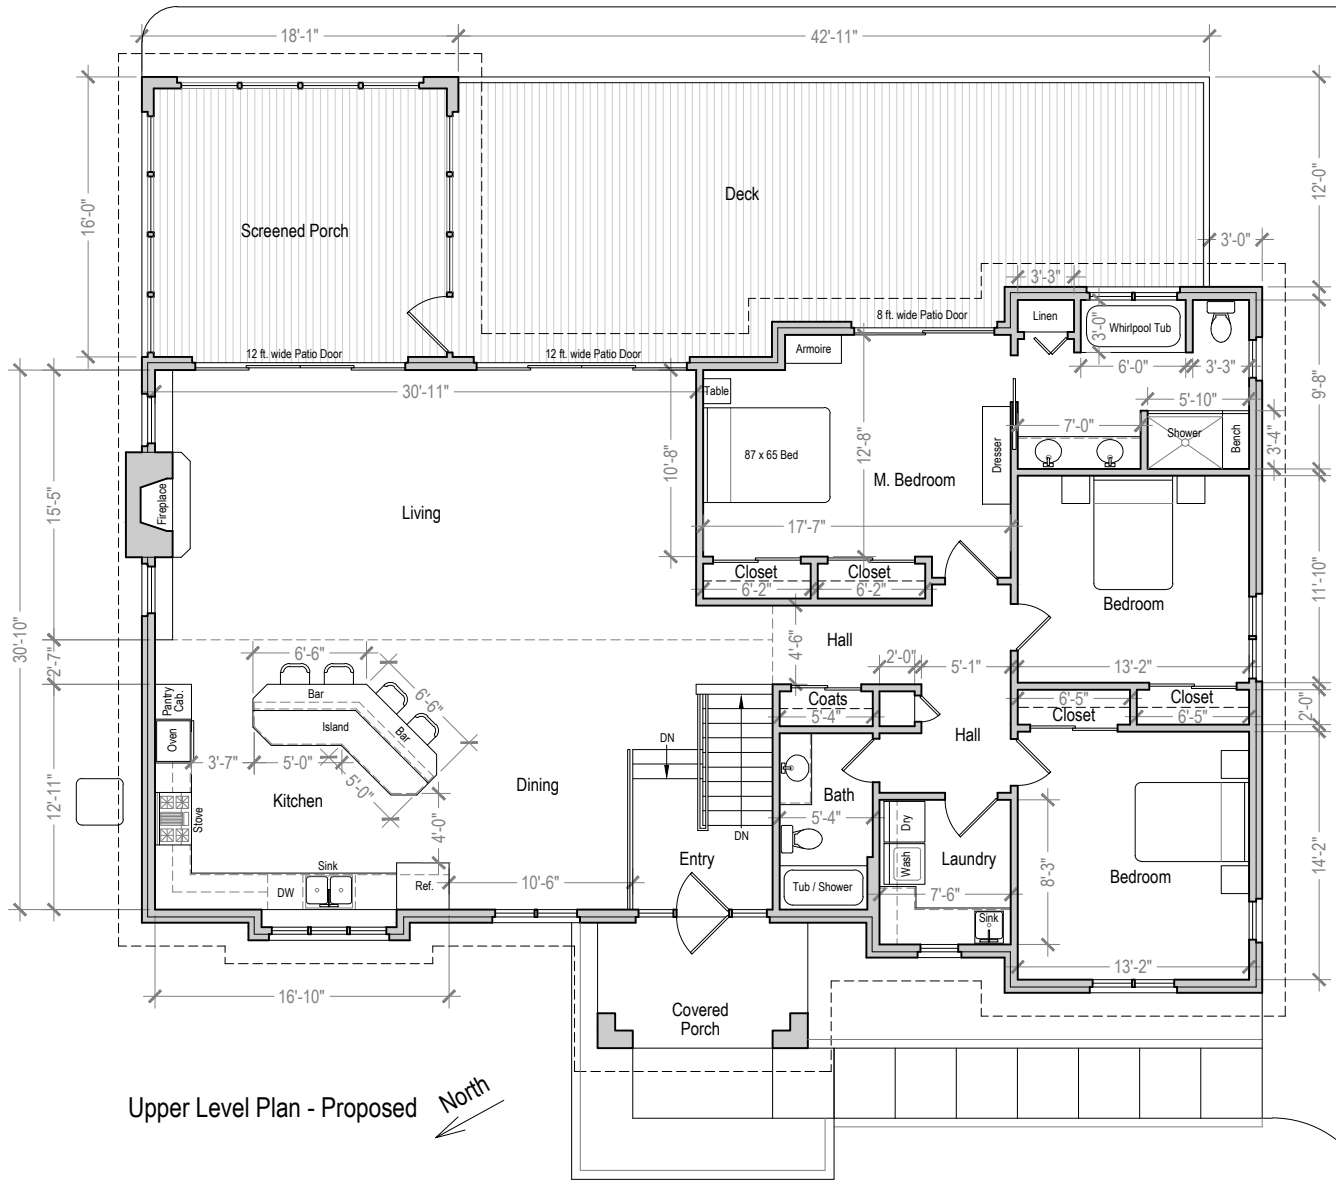 18'-1"
42'-11"
16'-0"
12'-0"
Deck
Screened Porch
3'-0"
3'-3"
Linen
3'-0"
Whirlpool Tub
8 ft. wide Patio Door
12 ft. wide Patio Door
12 ft. wide Patio Door
Armoire
6'-0"
3'-3"
30'-11"
Table
5'-10"
9'-8"
7'-0"
Shower
Bench
3'-4"
12'-8"
10'-8"
87 x 65 Bed
Dresser
M. Bedroom
15'-5"
Fireplace
Living
17'-7"
Closet
6'-2"
Closet
6'-2"
Bedroom
11'-10"
30'-10"
2'-7"
Hall
4'-6"
2'-0"
5'-1"
13'-2"
6'-6"
6'-6"
Pantry
Cab.
Bar
Bar
Island
Oven
Coats
5'-4"
6'-5"
Closet
Closet
6'-5"
2'-0"
Hall
DN
3'-7"
5'-0"
5'-0"
Dining
Bath
12'-11"
Kitchen
Stove
4'-0"
DN
5'-4"
Dry
Wash
Laundry
8'-3"
14'-2"
Entry
Sink
DW
Ref.
10'-6"
Tub / Shower
7'-6"
Sink
Bedroom
13'-2"
16'-10"
Covered
Porch
Upper Level Plan - Proposed
North